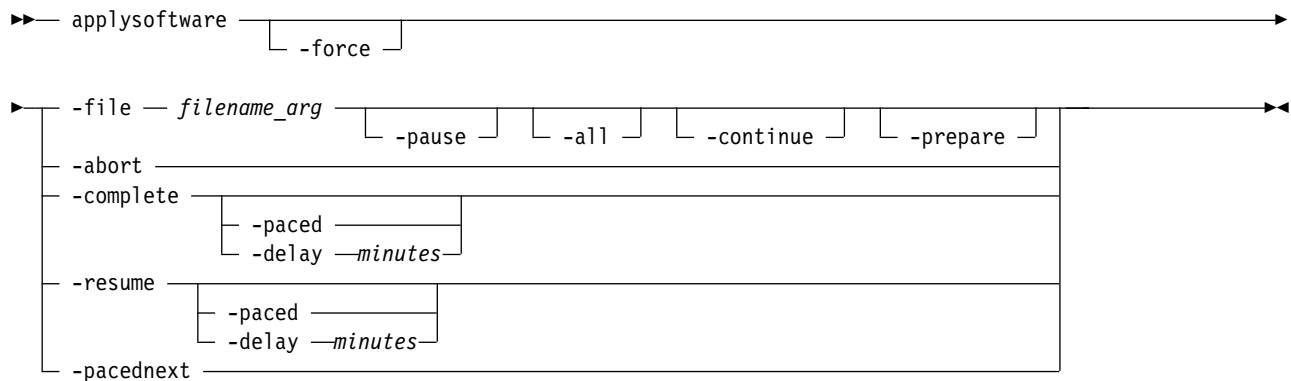 applysoftware
-force
-file filename_arg
-pause -all -continue -prepare
-abort
-complete
-paced
-delay minutes
-resume
-paced
-delay minutes
-pacednext